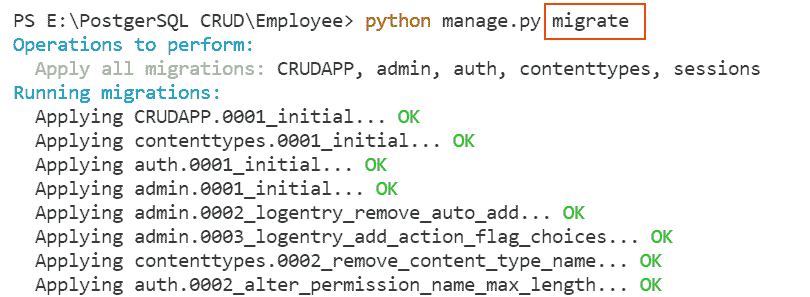 PS E:\PostgerSQL CRUD\Employee> python manage.py migrate
Operations to perform:
  Apply all migrations: CRUDAPP, admin, auth, contenttypes, sessions
Running migrations:
  Applying CRUDAPP.0001_initial... OK
  Applying contenttypes.0001_initial... OK
  Applying auth.0001_initial... OK
  Applying admin.0001_initial... OK
  Applying admin.0002_logentry_remove_auto_add... OK
  Applying admin.0003_logentry_add_action_flag_choices... OK
  Applying contenttypes.0002_remove_content_type_name... OK
  Applying auth.0002_alter_permission_name_max_length... OK